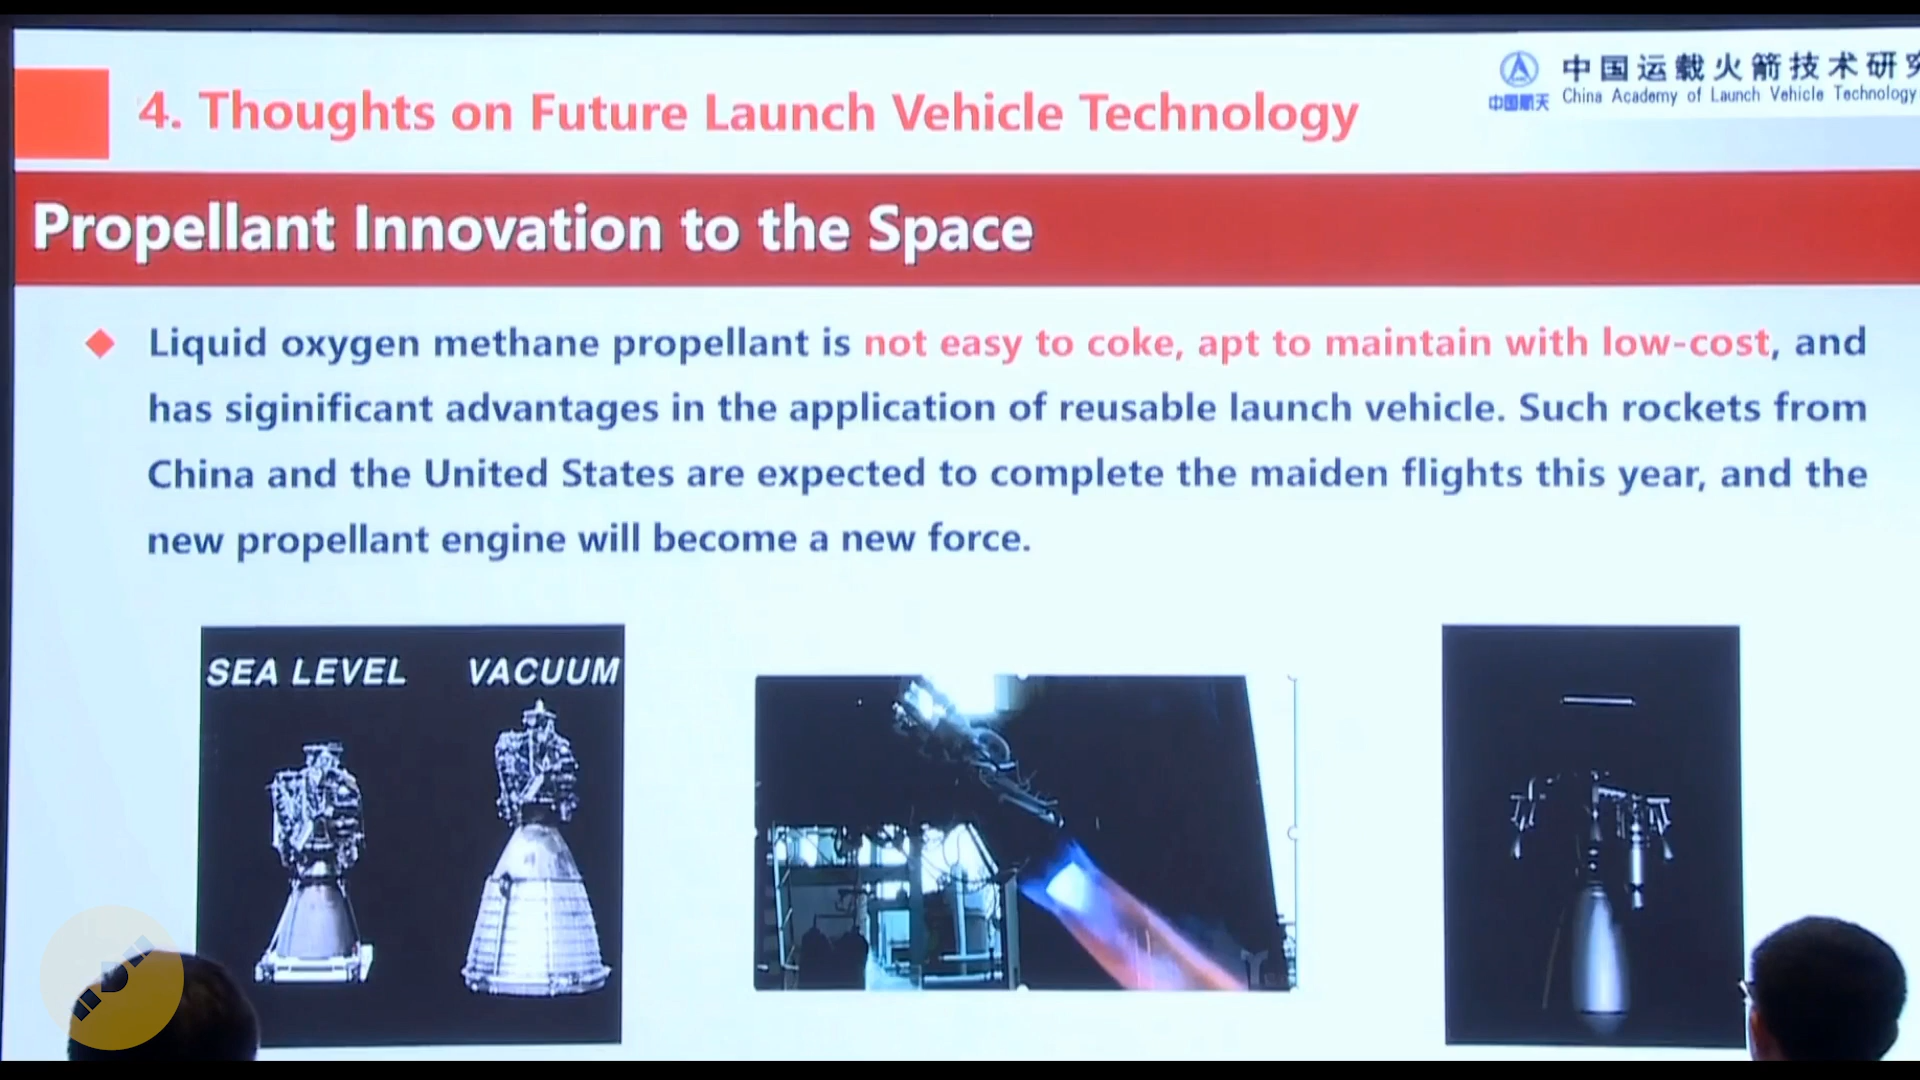 中国运载火箭技术研究
中国航天
China Academy of Launch Vehicle Technology
4. Thoughts on Future Launch Vehicle Technology
Propellant Innovation to the Space
Liquid oxygen methane propellant is not easy to coke, apt to maintain with low-cost, and
has siginificant advantages in the application of reusable launch vehicle. Such rockets from
China and the United States are expected to complete the maiden flights this year, and the
new propellant engine will become a new force.
SEA LEVEL VACUUM
D